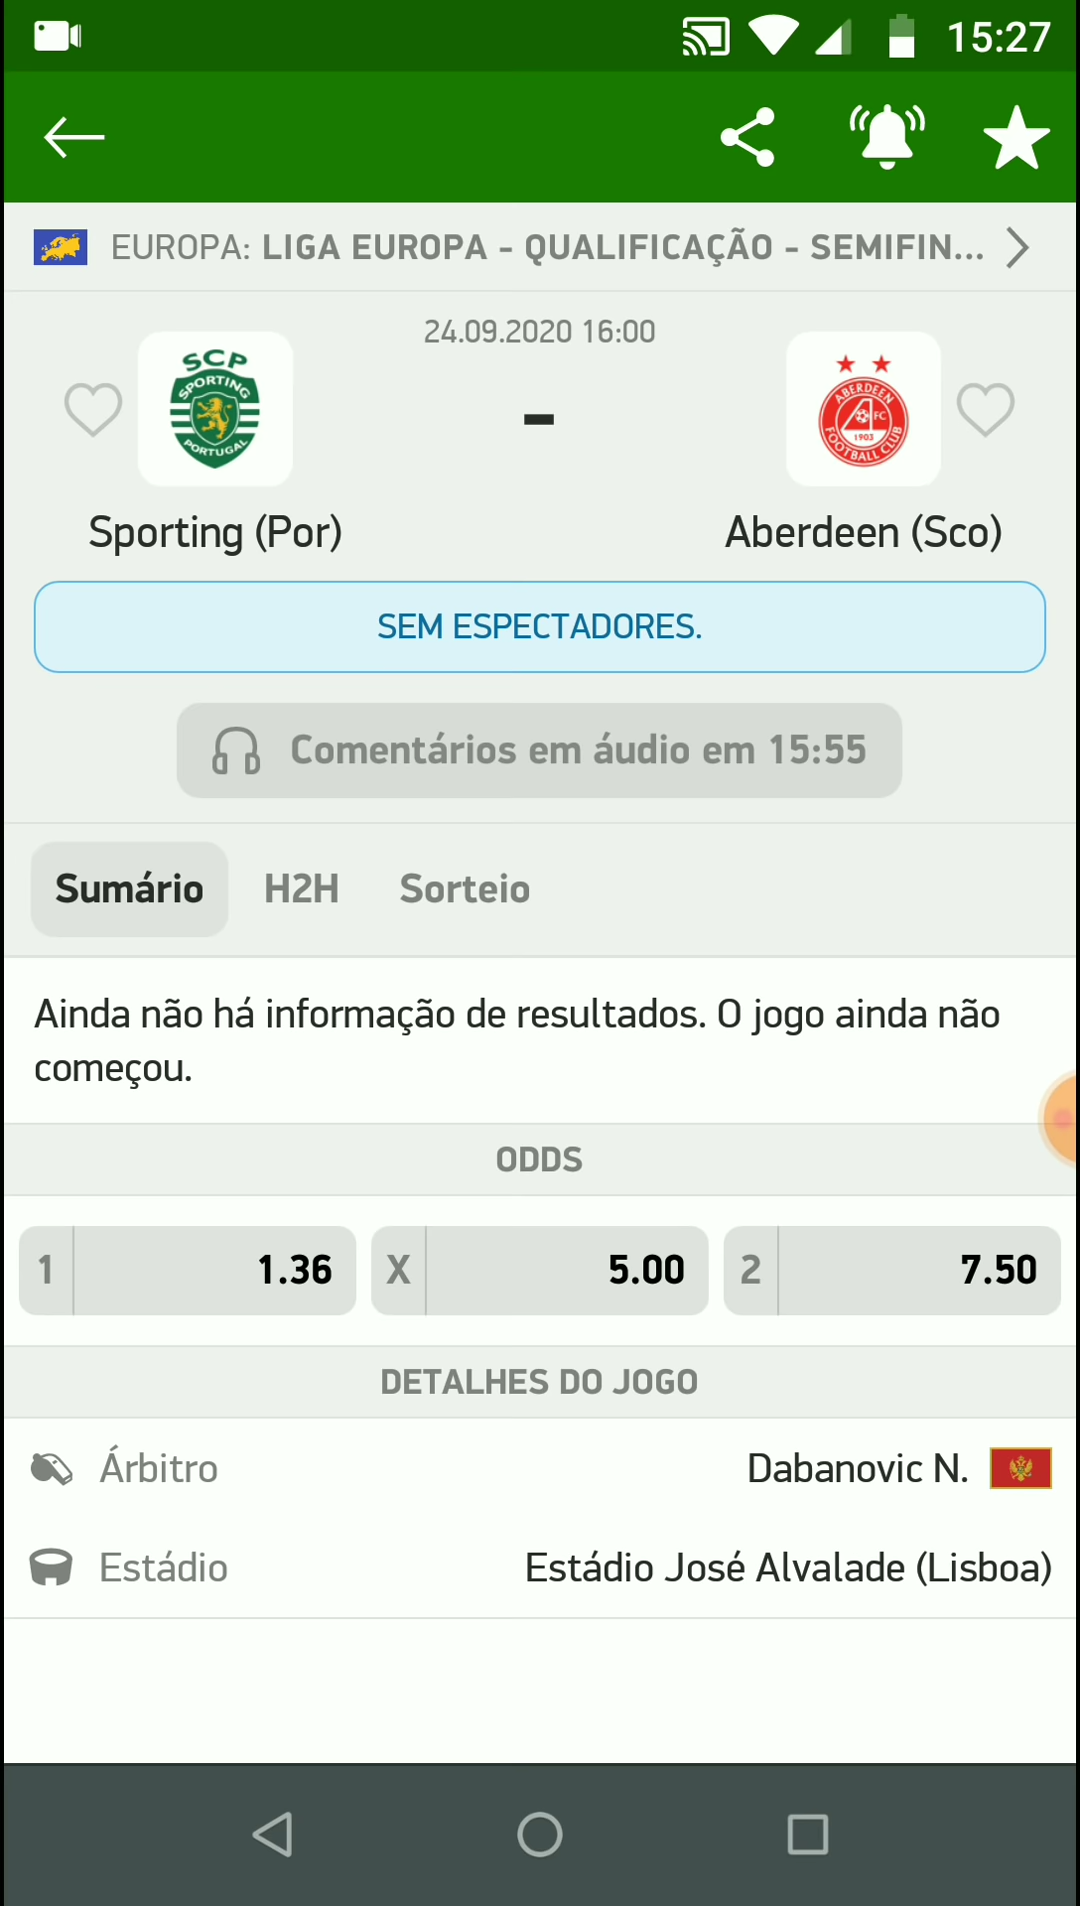 15:27
EUROPA: LIGA EUROPA - QUALIFICAÇÃO - SEMIFIN...
24.09.2020 16:00
SCP
SPORTING
PORTUGAL
-
ABERDEEN
FC
1903
FOOTBALL CLUB
Sporting (Por)
Aberdeen (Sco)
SEM ESPECTADORES.
Comentários em áudio em 15:55
Sumário H2H Sorteio
Ainda não há informação de resultados. O jogo ainda não
começou.
ODDS
1 1.36 X 5.00 2 7.50
DETALHES DO JOGO
Árbitro Dabanovic N.
Estádio Estádio José Alvalade (Lisboa)